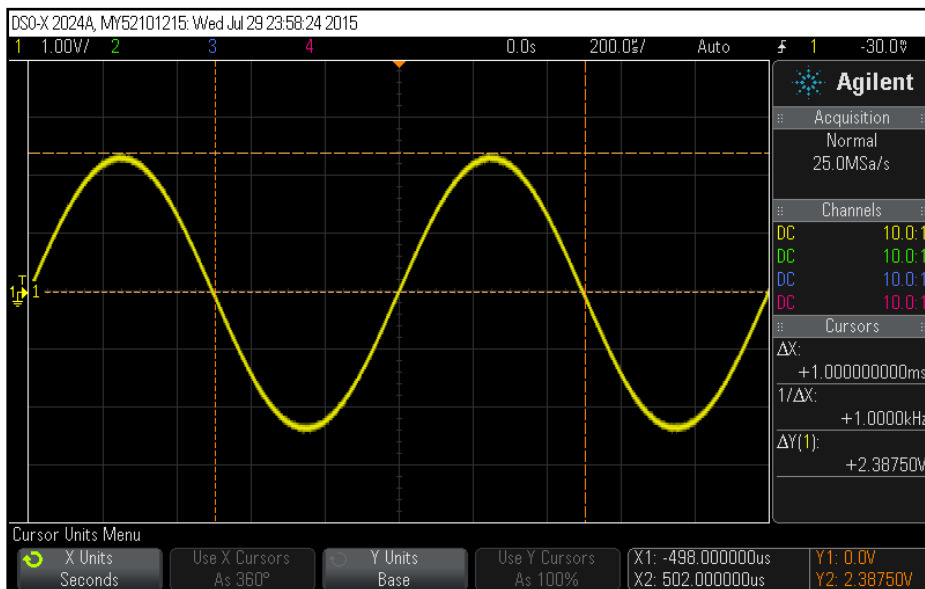 DSO-X 2024A, MY52101215: Wed Jul 29 23:58:24 2015
1 1.00V/ 2 3 4 0.0s 200.0us/ Auto 1 -30.0V
Agilent
Acquisition
Normal
25.0MSa/s
Channels
DC 10.0:1
DC 10.0:1
DC 10.0:1
DC 10.0:1
Cursors
ΔX:
+1.000000000ms
1/ΔX:
+1.0000kHz
ΔY(1):
+2.38750V
T
1 1
Cursor Units Menu
X Units
Seconds
Use X Cursors
As 360°
Y Units
Base
Use Y Cursors
As 100%
X1: -498.000000us
X2: 502.000000us
Y1: 0.0V
Y2: 2.38750V